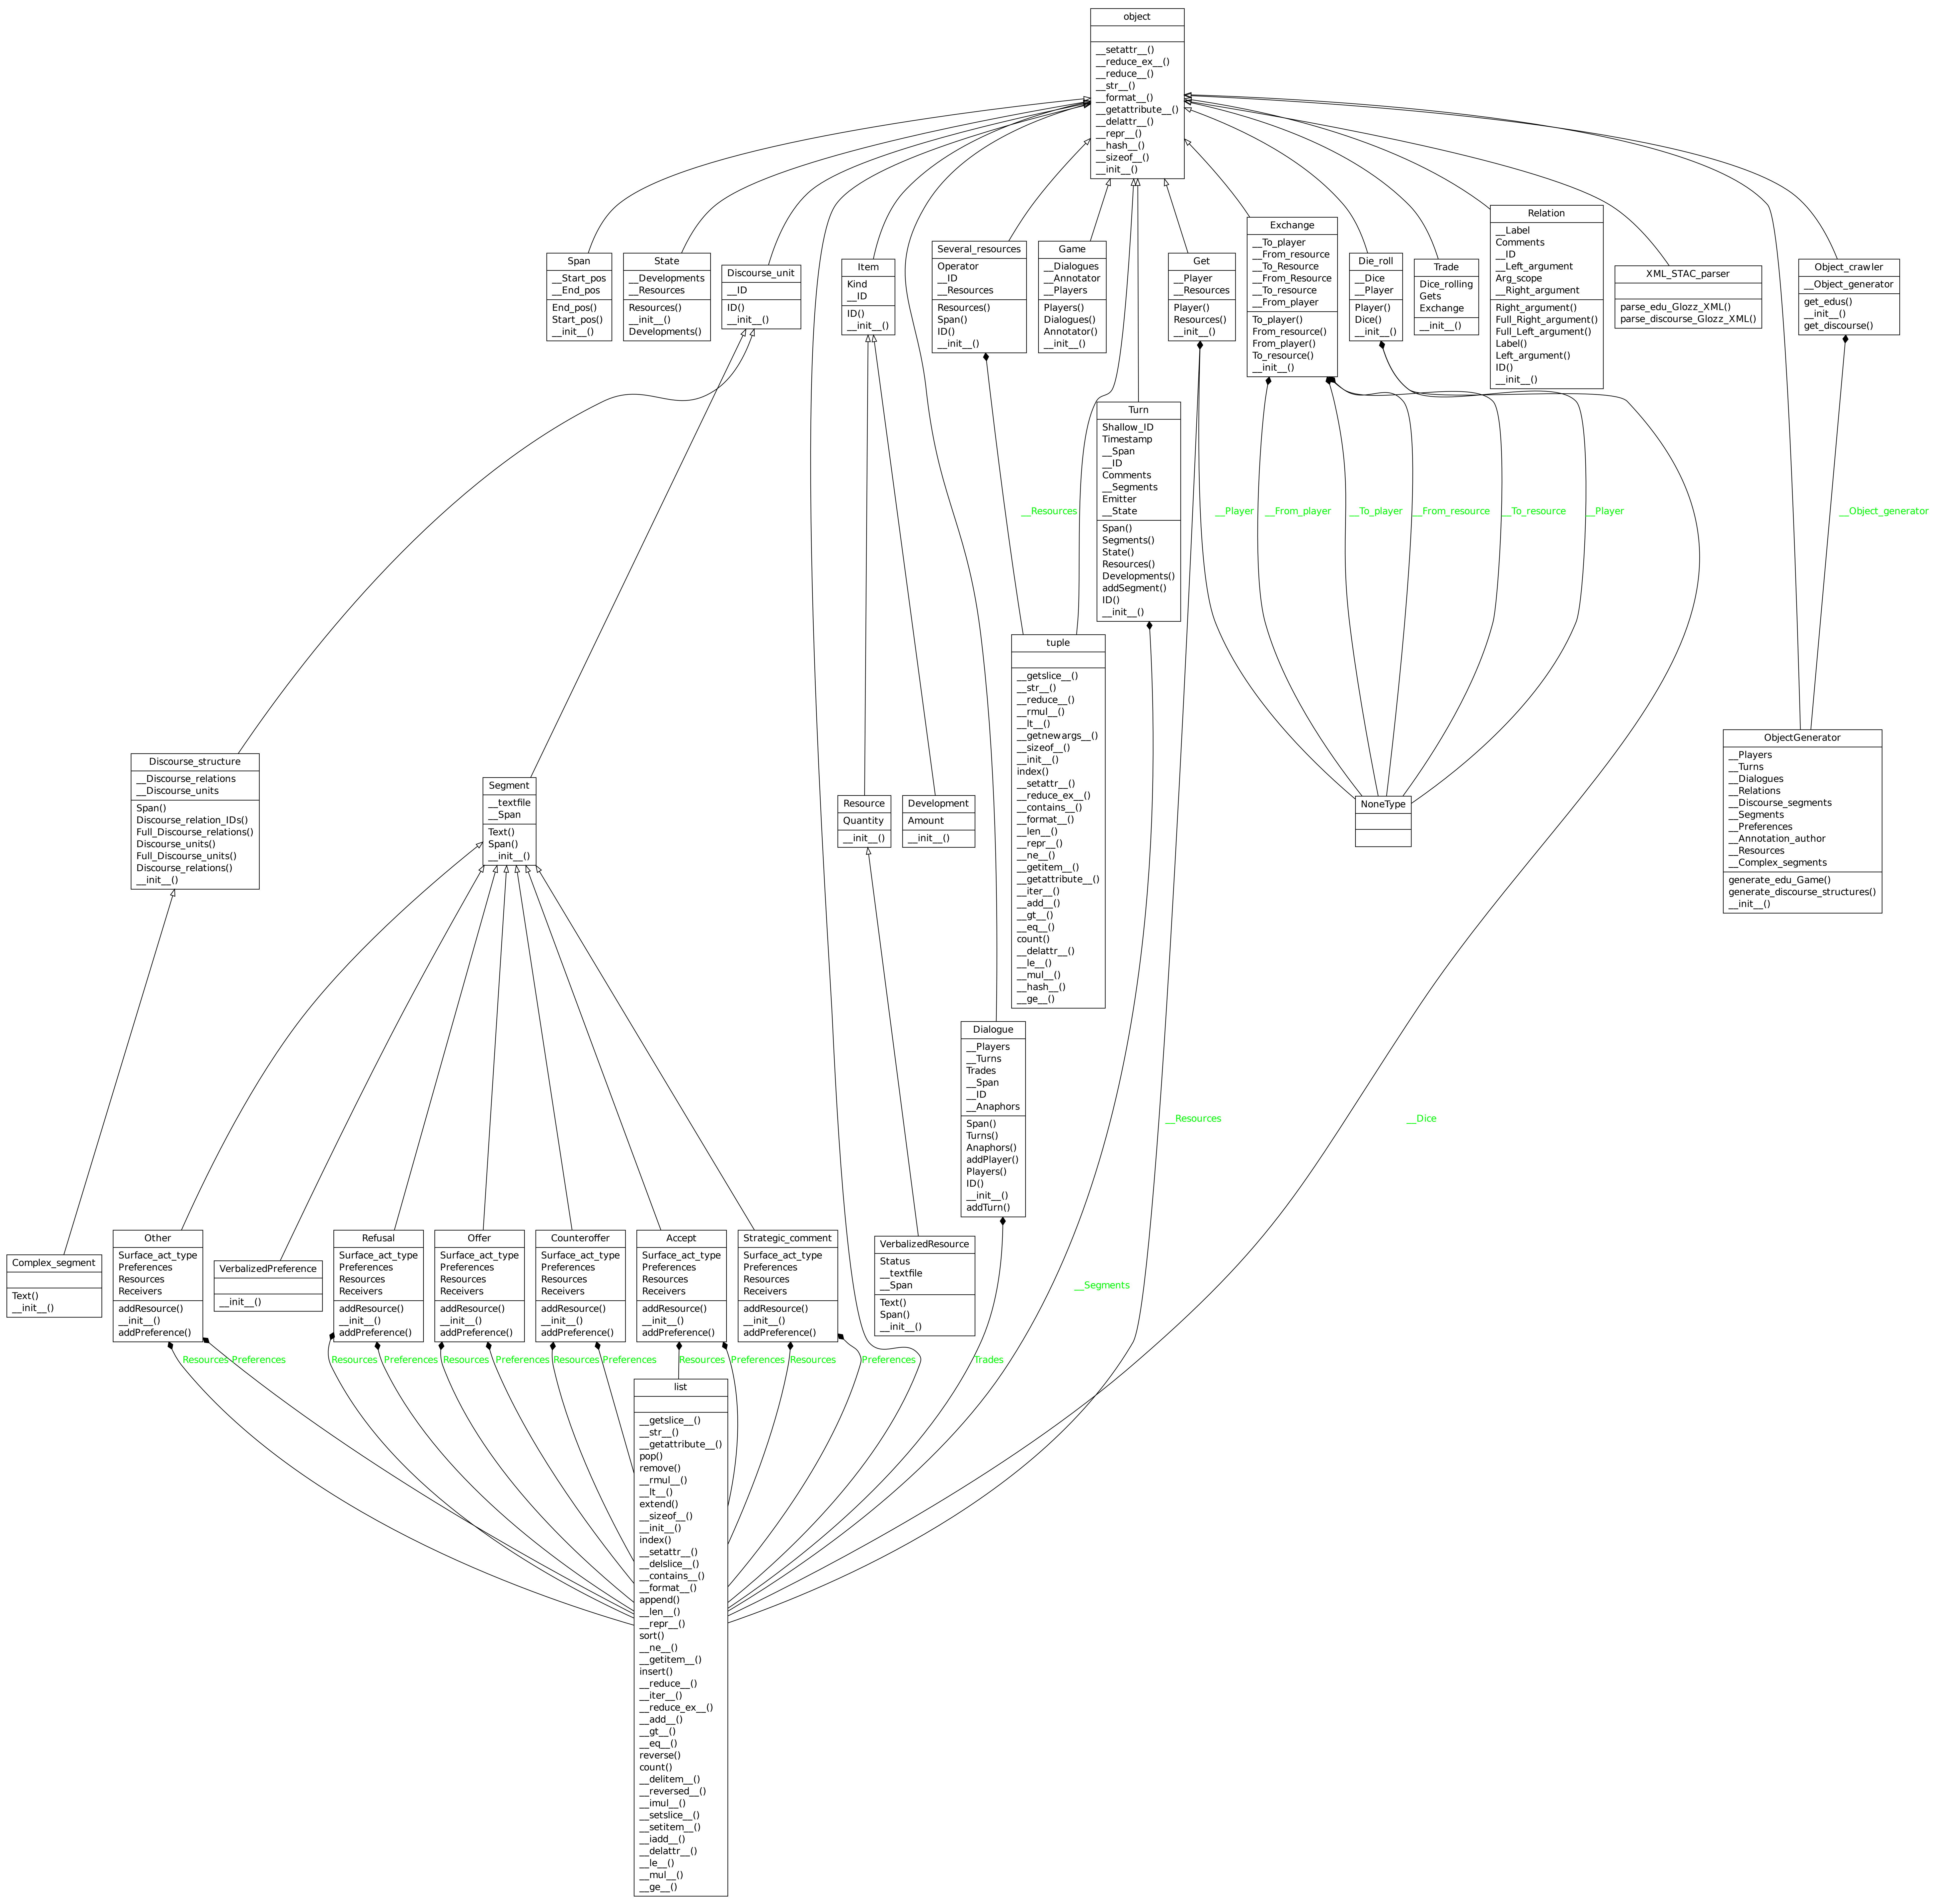 object
__setattr__()
__reduce_ex__()
__reduce__()
__str__()
__format__()
__getattribute__()
__delattr__()
__repr__()
__hash__()
__sizeof__()
__init__()
Span
__Start_pos
__End_pos
End_pos()
Start_pos()
__init__()
State
__Developments
__Resources
Resources()
__init__()
Developments()
Discourse_unit
__ID
ID()
__init__()
Item
Kind
__ID
ID()
__init__()
Several_resources
Operator
__ID
__Resources
Resources()
Span()
ID()
__init__()
Game
__Dialogues
__Annotator
__Players
Players()
Dialogues()
Annotator()
__init__()
Get
__Player
__Resources
Player()
Resources()
__init__()
Exchange
__To_player
__From_resource
__To_Resource
__From_Resource
__To_resource
__From_player
To_player()
From_resource()
From_player()
To_resource()
__init__()
Die_roll
__Dice
__Player
Player()
Dice()
__init__()
Trade
Dice_rolling
Gets
Exchange
__init__()
Relation
__Label
Comments
__ID
__Left_argument
Arg_scope
__Right_argument
Right_argument()
Full_Right_argument()
Full_Left_argument()
Label()
Left_argument()
ID()
__init__()
XML_STAC_parser
parse_edu_Glozz_XML()
parse_discourse_Glozz_XML()
Object_crawler
__Object_generator
get_edus()
__init__()
get_discourse()
Turn
Shallow_ID
Timestamp
__Span
__ID
Comments
__Segments
Emitter
__State
Span()
Segments()
State()
Resources()
Developments()
addSegment()
ID()
__init__()
__Resources
__Player
__From_player
__To_player
__From_resource
__To_resource
__Player
__Object_generator
tuple
__getslice__()
__str__()
__reduce__()
__rmul__()
__lt__()
__getnewargs__()
__sizeof__()
__init__()
index()
__setattr__()
__reduce_ex__()
__contains__()
__format__()
__len__()
__repr__()
__ne__()
__getitem__()
__getattribute__()
__iter__()
__add__()
__gt__()
__eq__()
count()
__delattr__()
__le__()
__mul__()
__hash__()
__ge__()
Discourse_structure
__Discourse_relations
__Discourse_units
Span()
Discourse_relation_IDs()
Full_Discourse_relations()
Discourse_units()
Full_Discourse_units()
Discourse_relations()
__init__()
Segment
__textfile
__Span
Text()
Span()
__init__()
Resource
Quantity
__init__()
Development
Amount
__init__()
NoneType
ObjectGenerator
__Players
__Turns
__Dialogues
__Relations
__Discourse_segments
__Segments
__Preferences
__Annotation_author
__Resources
__Complex_segments
generate_edu_Game()
generate_discourse_structures()
__init__()
Dialogue
__Players
__Turns
Trades
__Span
__ID
__Anaphors
Span()
Turns()
Anaphors()
addPlayer()
Players()
ID()
__init__()
addTurn()
__Resources
__Dice
Complex_segment
Text()
__init__()
Other
Surface_act_type
Preferences
Resources
Receivers
addResource()
__init__()
addPreference()
VerbalizedPreference
__init__()
Refusal
Surface_act_type
Preferences
Resources
Receivers
addResource()
__init__()
addPreference()
Offer
Surface_act_type
Preferences
Resources
Receivers
addResource()
__init__()
addPreference()
Counteroffer
Surface_act_type
Preferences
Resources
Receivers
addResource()
__init__()
addPreference()
Accept
Surface_act_type
Preferences
Resources
Receivers
addResource()
__init__()
addPreference()
Strategic_comment
Surface_act_type
Preferences
Resources
Receivers
addResource()
__init__()
addPreference()
VerbalizedResource
Status
__textfile
__Span
Text()
Span()
__init__()
__Segments
Resources
Preferences
Resources
Preferences
Resources
Preferences
Resources
Preferences
Resources
Preferences
Resources
Preferences
Trades
list
__getslice__()
__str__()
__getattribute__()
pop()
remove()
__rmul__()
__lt__()
extend()
__sizeof__()
__init__()
index()
__setattr__()
__delslice__()
__contains__()
__format__()
append()
__len__()
__repr__()
sort()
__ne__()
__getitem__()
insert()
__reduce__()
__iter__()
__reduce_ex__()
__add__()
__gt__()
__eq__()
reverse()
count()
__delitem__()
__reversed__()
__imul__()
__setslice__()
__setitem__()
__iadd__()
__delattr__()
__le__()
__mul__()
__ge__()